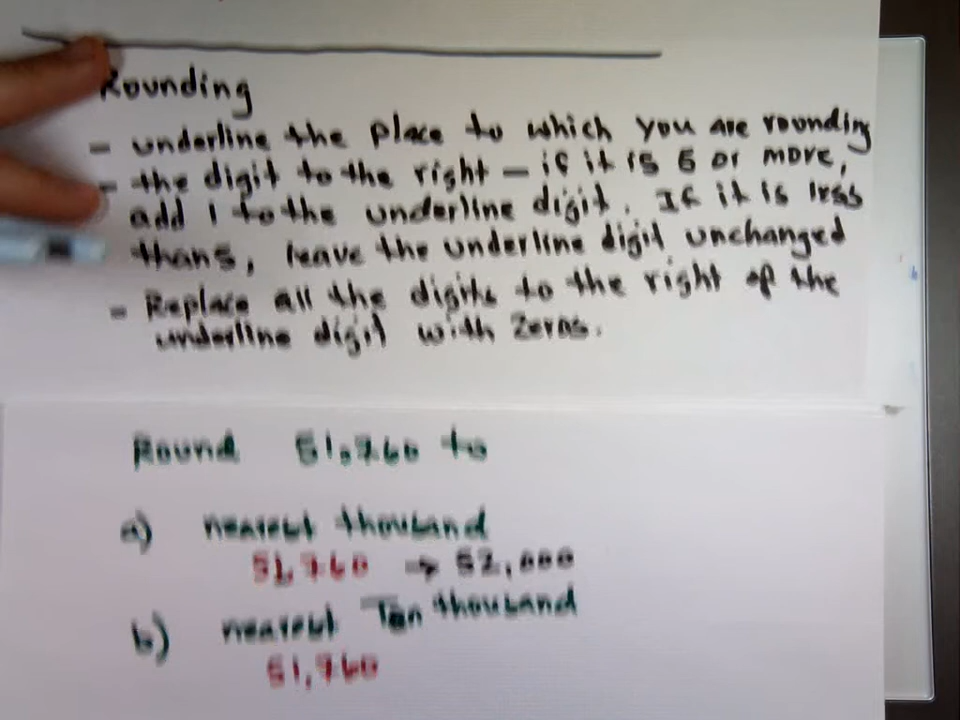 Rounding
- underline the place to which you are rounding
- the digit to the right - if it is 5 or more,
add 1 to the underline digit. If it is less
than 5, leave the underline digit unchanged
- Replace all the digits to the right of the
underline digit with zeros.
Round 51,760 to
a) nearest thousand
51,760 → 52,000
b) nearest Ten thousand
51,760